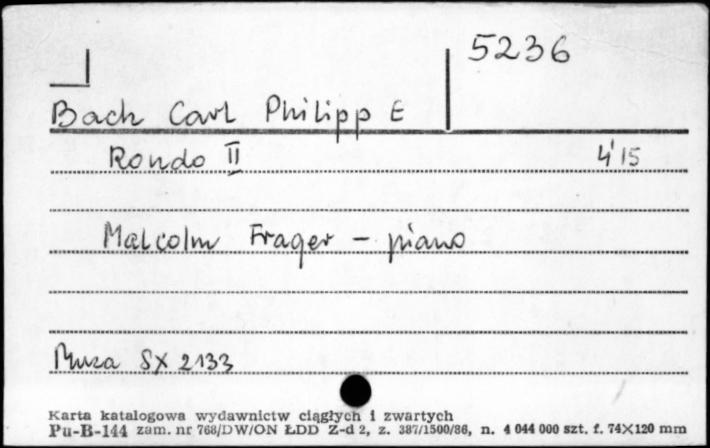 5236
Bach Carl Philipp E
Rondo II 4'15
Malcolm Frager - piano
Muza SX 2133
Karta katalogowa wydawnictw ciągłych i zwartych
Pu-B-144 zam. nr 768/DW/ON ŁDD Z-d 2, z. 387/1500/86, n. 4 044 000 szt. f. 74X120 mm